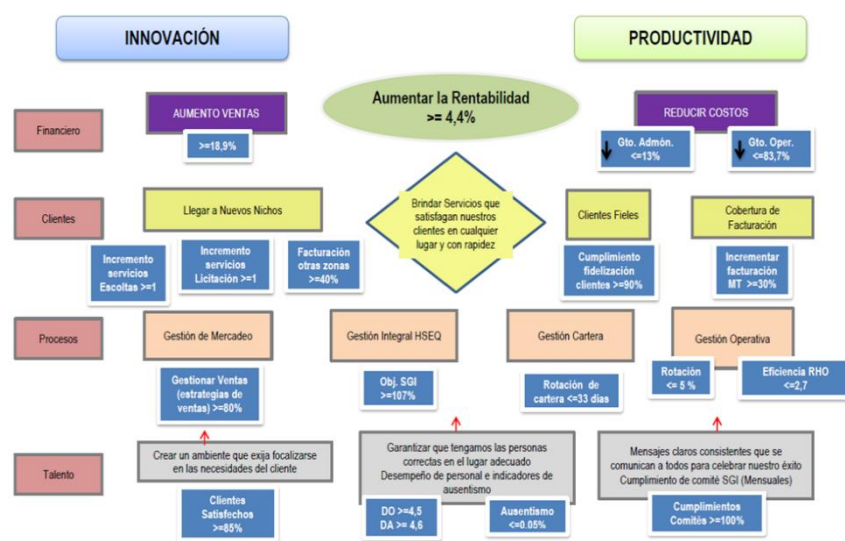 INNOVACIÓN
PRODUCTIVIDAD
Financiero
AUMENTO VENTAS
>=18,9%
Aumentar la Rentabilidad
>= 4,4%
REDUCIR COSTOS
Gto. Admón.
<=13%
Gto. Oper.
<=83,7%
Clientes
Llegar a Nuevos Nichos
Incremento
servicios
Escoltas >=1
Incremento
servicios
Licitación >=1
Facturación
otras zonas
>=40%
Brindar Servicios que
satisfagan nuestros
clientes en cualquier
lugar y con rapidez
Clientes Fieles
Cumplimiento
fidelización
clientes >=90%
Cobertura de
Facturación
Incrementar
facturación
MT >=30%
Procesos
Gestión de Mercadeo
Gestionar Ventas
(estrategias de
ventas) >=80%
Gestión Integral HSEQ
Obj. SGI
>=107%
Gestión Cartera
Rotación de
cartera <=33 días
Gestión Operativa
Rotación
<= 5 %
Eficiencia RHO
<=2,7
Talento
Crear un ambiente que exija focalizarse
en las necesidades del cliente
Clientes
Satisfechos
>=85%
Garantizar que tengamos las personas
correctas en el lugar adecuado
Desempeño de personal e indicadores de
ausentismo
DO >=4,5
DA >= 4,6
Ausentismo
<=0.05%
Mensajes claros consistentes que se
comunican a todos para celebrar nuestro éxito
Cumplimiento de comité SGI (Mensuales)
Cumplimientos
Comités >=100%